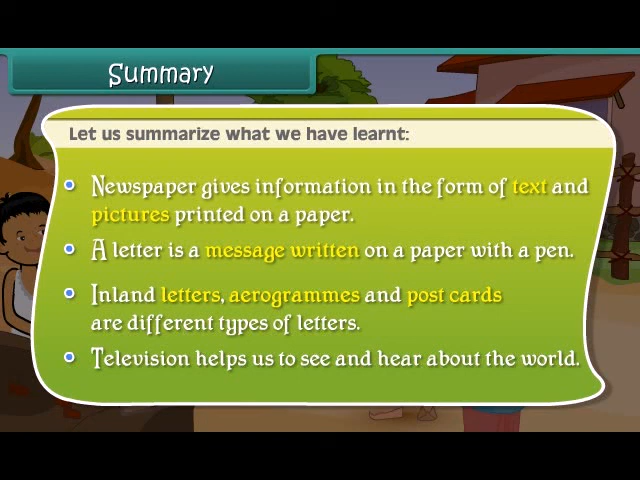 Summary
Let us summarize what we have learnt:
Newspaper gives information in the form of text and
pictures printed on a paper.
A letter is a message written on a paper with a pen.
Inland letters, aerogrammes and post cards
are different types of letters.
Television helps us to see and hear about the world.